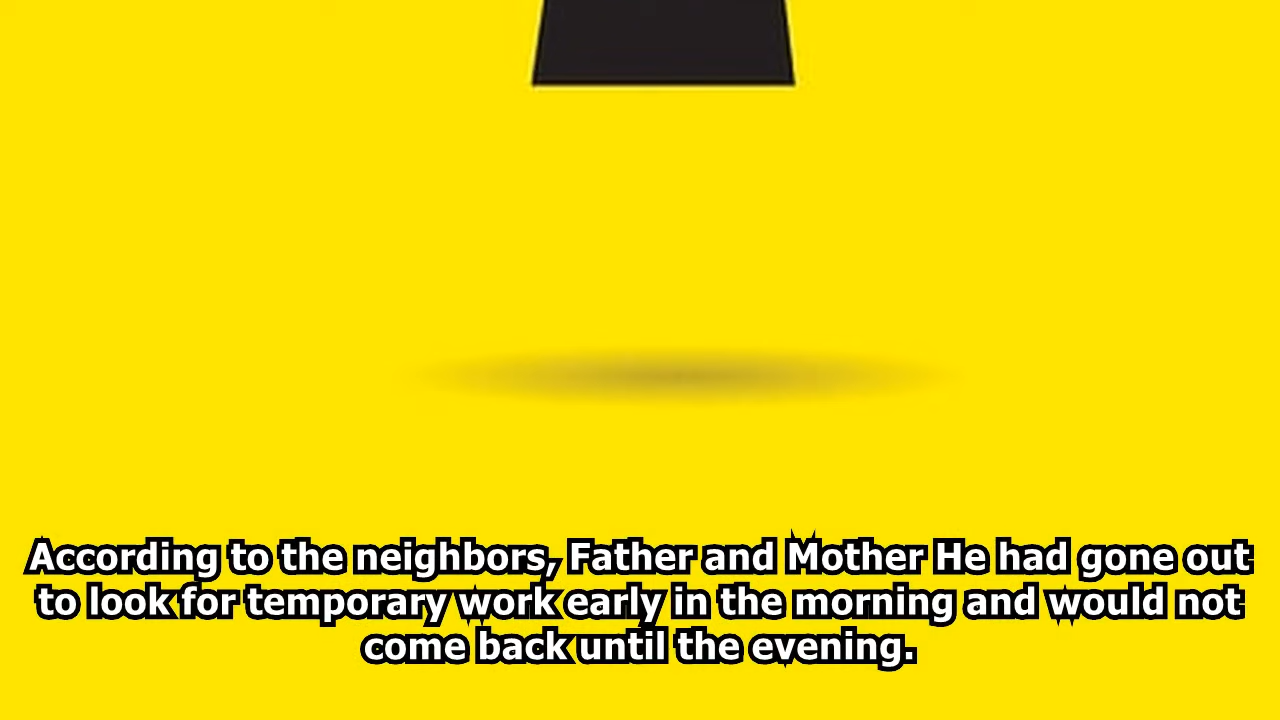 According to the neighbors, Father and Mother He had gone out
to look for temporary work early in the morning and would not
come back until the evening.